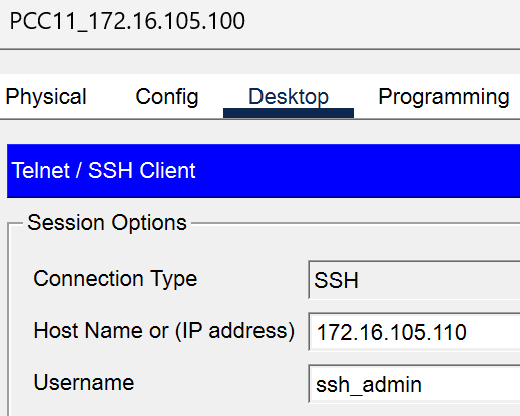 PCC11_172.16.105.100
Physical Config Desktop Programming
Telnet / SSH Client
Session Options
Connection Type SSH
Host Name or (IP address) 172.16.105.110
Username ssh_admin